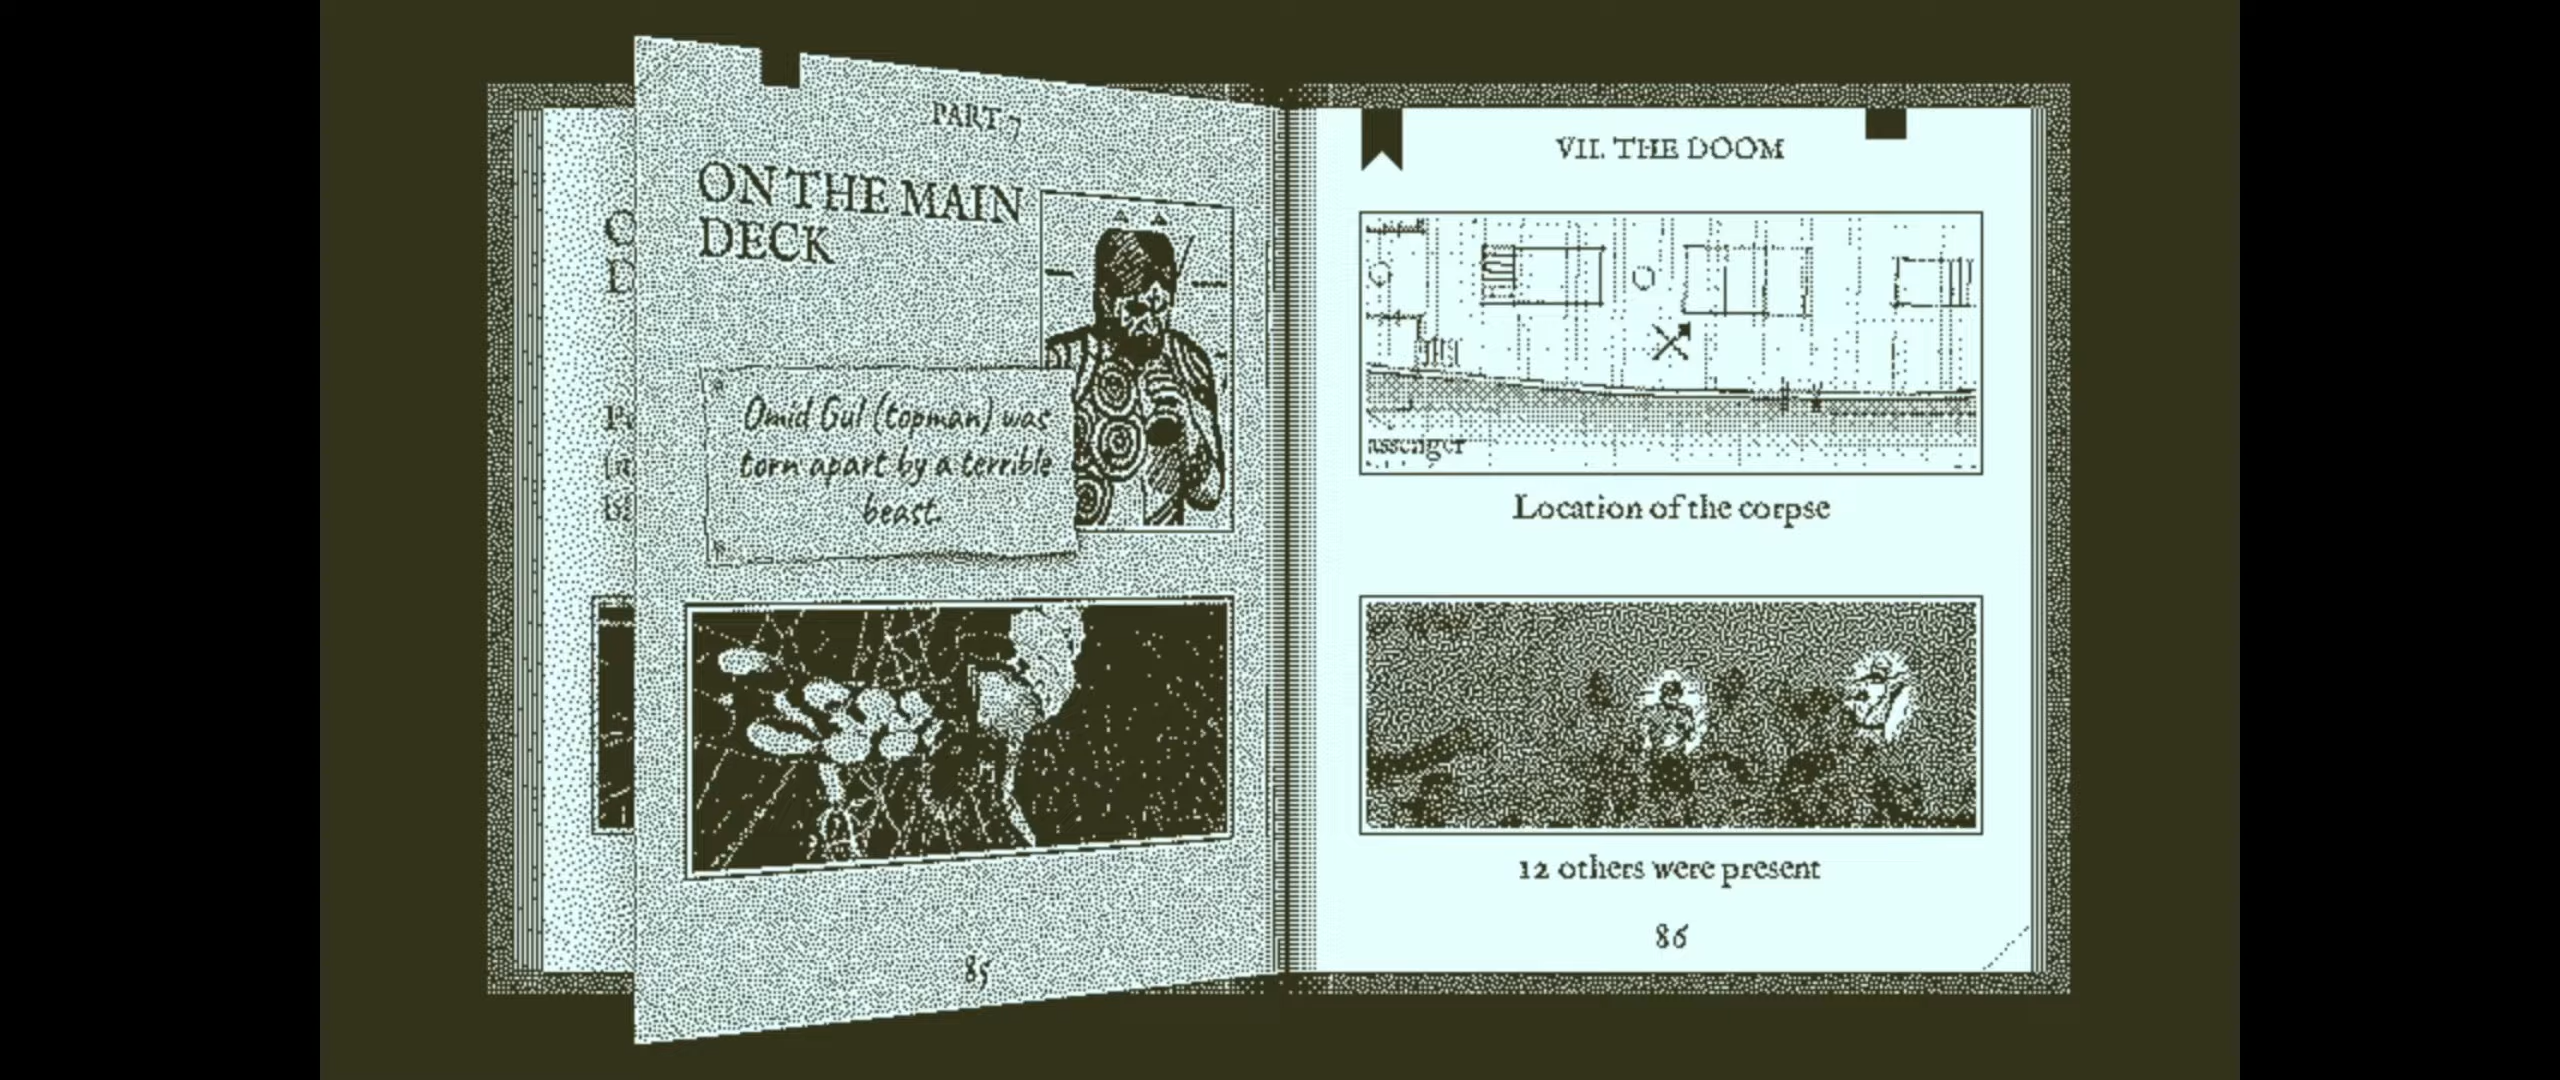 PART 7
ON THE MAIN
DECK
Omid Gul (topman) was
torn apart by a terrible
beast.
85
VII. THE DOOM
assenger
Location of the corpse
12 others were present
86